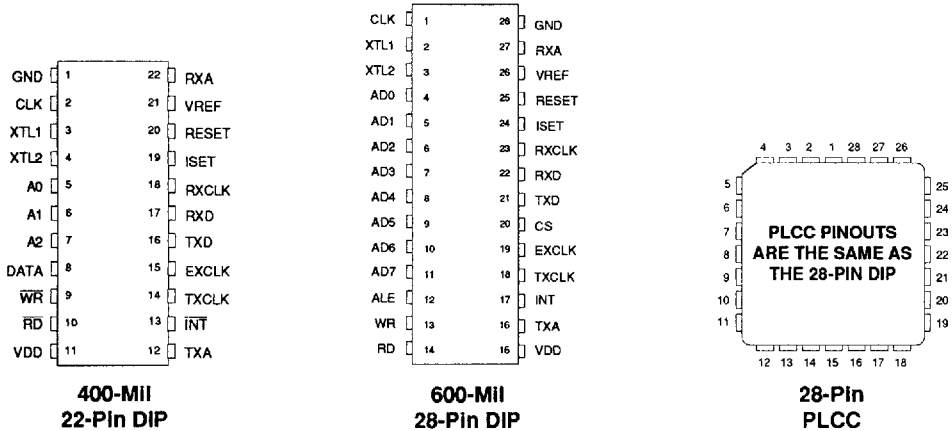 GND 1 22 RXA
CLK 2 21 VREF
XTL1 3 20 RESET
XTL2 4 19 ISET
A0 5 18 RXCLK
A1 6 17 RXD
A2 7 16 TXD
DATA 8 15 EXCLK
WR 9 14 TXCLK
RD 10 13 INT
VDD 11 12 TXA
400-Mil
22-Pin DIP
CLK 1 28 GND
XTL1 2 27 RXA
XTL2 3 26 VREF
AD0 4 25 RESET
AD1 5 24 ISET
AD2 6 23 RXCLK
AD3 7 22 RXD
AD4 8 21 TXD
AD5 9 20 CS
AD6 10 19 EXCLK
AD7 11 18 TXCLK
ALE 12 17 INT
WR 13 16 TXA
RD 14 15 VDD
600-Mil
28-Pin DIP
4 3 2 1 28 27 26
5 25
6 24
7 23
8 22
9 21
10 20
11 19
PLCC PINOUTS
ARE THE SAME AS
THE 28-PIN DIP
12 13 14 15 16 17 18
28-Pin
PLCC